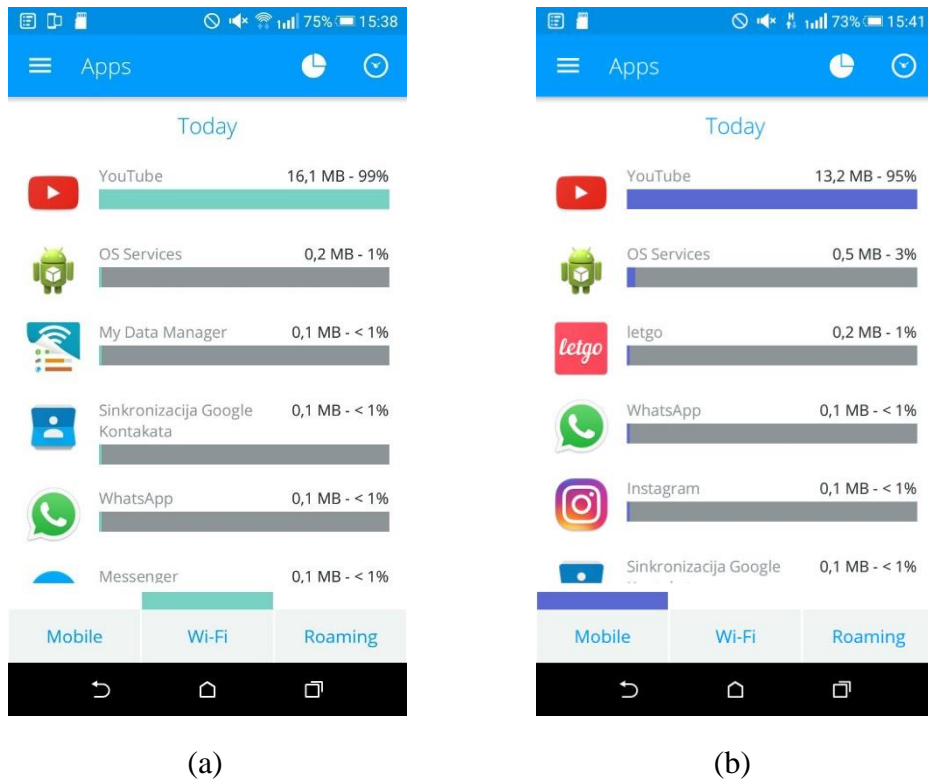 75% 15:38
Apps
Today
YouTube 16,1 MB - 99%
OS Services 0,2 MB - 1%
My Data Manager 0,1 MB - < 1%
Sinkronizacija Google 0,1 MB - < 1%
Kontakata
WhatsApp 0,1 MB - < 1%
Messenger 0,1 MB - < 1%
Mobile Wi-Fi Roaming
(a)
H 73% 15:41
Apps
Today
YouTube 13,2 MB - 95%
OS Services 0,5 MB - 3%
letgo
letgo 0,2 MB - 1%
WhatsApp 0,1 MB - < 1%
Instagram 0,1 MB - < 1%
Sinkronizacija Google 0,1 MB - < 1%
Mobile Wi-Fi Roaming
(b)